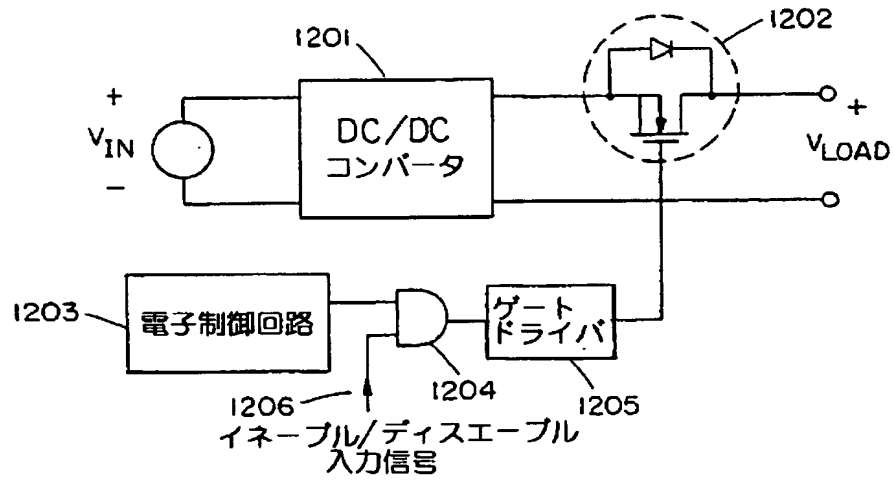 1201
1202
+
V_IN
-
DC/DC
コンバータ
+
V_LOAD
1203
電子制御回路
1204
ゲート
ドライバ
1205
1206
イネーブル/ディスエーブル
入力信号